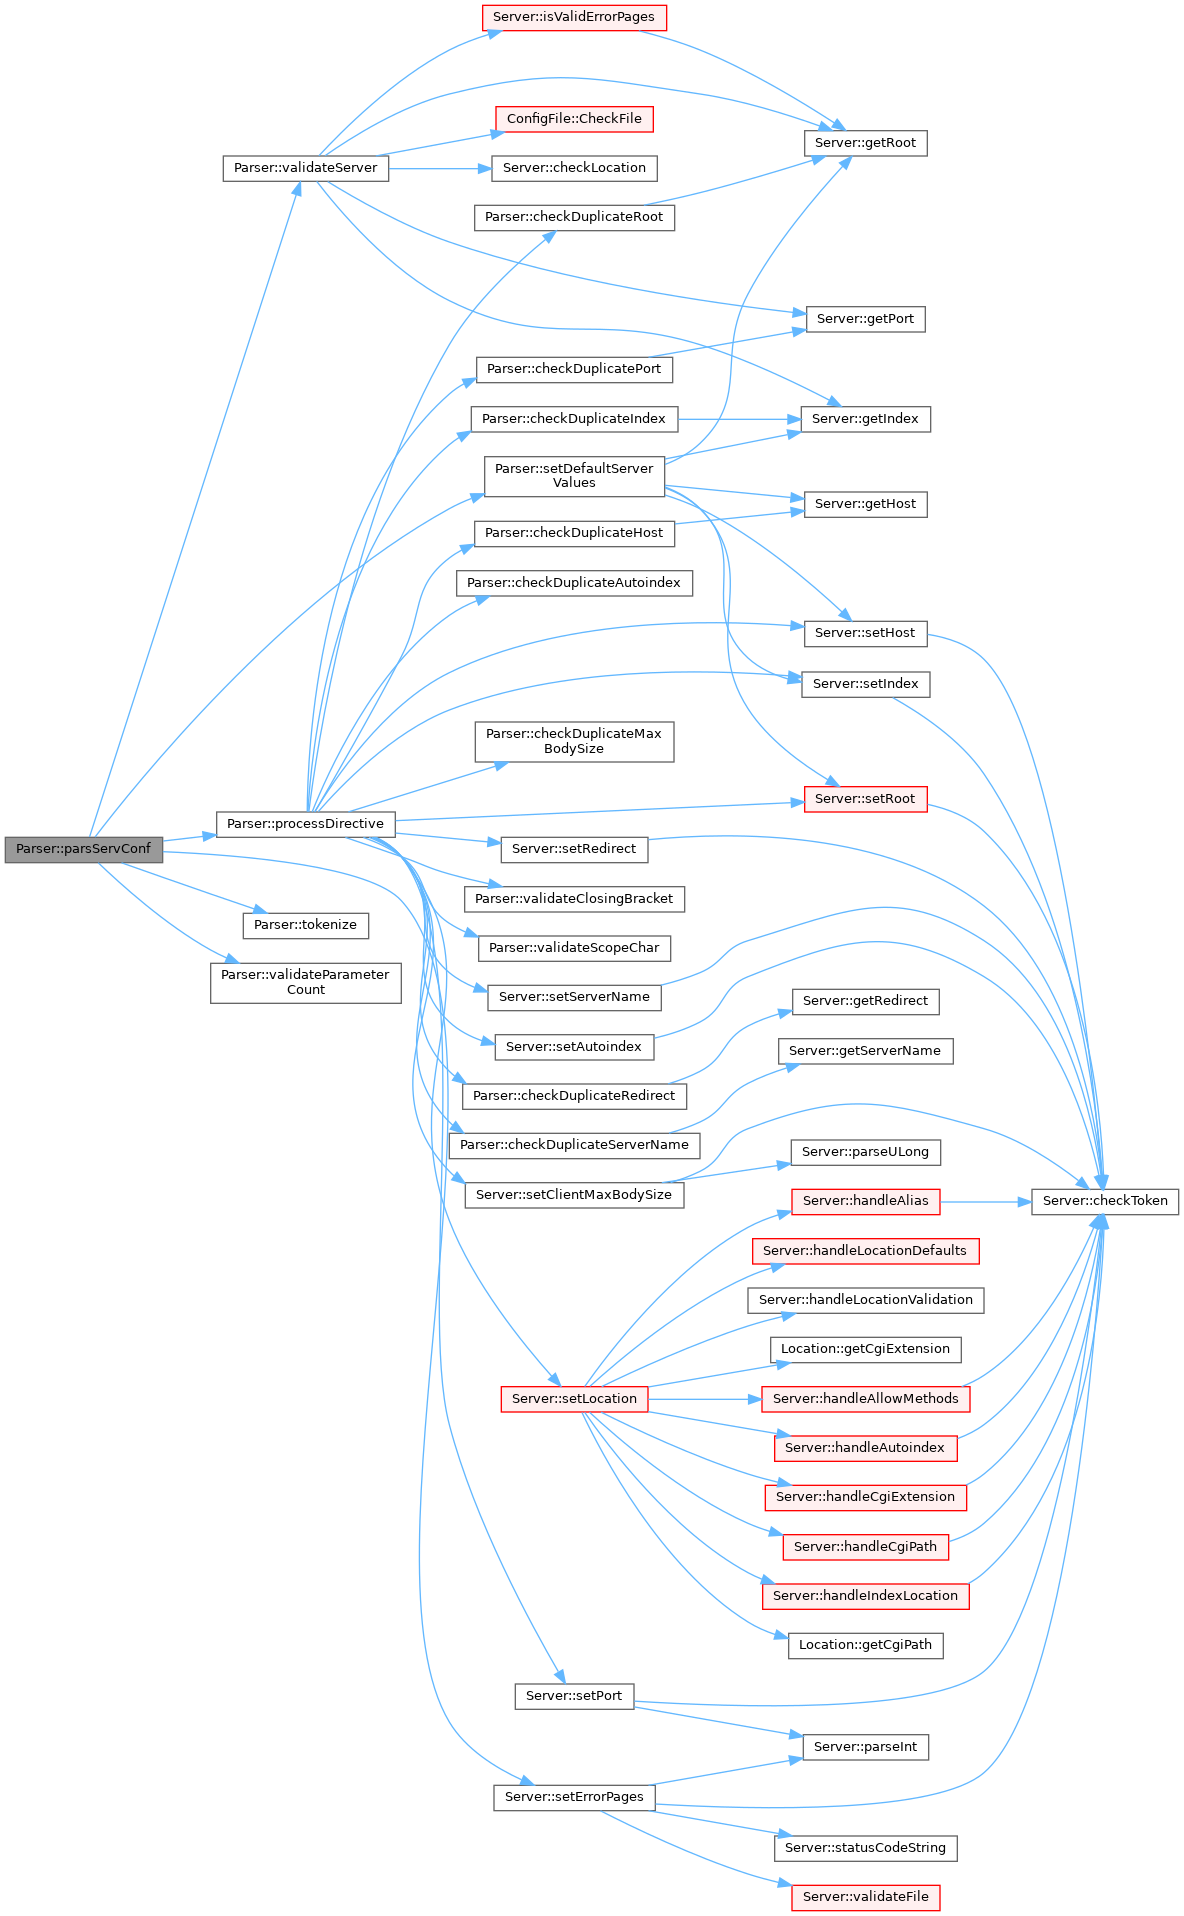 Server::isValidErrorPages
ConfigFile::CheckFile
Server::getRoot
Parser::validateServer
Server::checkLocation
Parser::checkDuplicateRoot
Server::getPort
Parser::checkDuplicatePort
Parser::checkDuplicateIndex
Server::getIndex
Parser::setDefaultServer
Values
Server::getHost
Parser::checkDuplicateHost
Parser::checkDuplicateAutoindex
Server::setHost
Server::setIndex
Parser::checkDuplicateMax
BodySize
Server::setRoot
Parser::processDirective
Parser::parsServConf
Server::setRedirect
Parser::validateClosingBracket
Parser::tokenize
Parser::validateScopeChar
Parser::validateParameter
Count
Server::setServerName
Server::getRedirect
Server::setAutoindex
Server::getServerName
Parser::checkDuplicateRedirect
Parser::checkDuplicateServerName
Server::parseULong
Server::setClientMaxBodySize
Server::handleAlias
Server::checkToken
Server::handleLocationDefaults
Server::handleLocationValidation
Location::getCgiExtension
Server::setLocation
Server::handleAllowMethods
Server::handleAutoindex
Server::handleCgiExtension
Server::handleCgiPath
Server::handleIndexLocation
Location::getCgiPath
Server::setPort
Server::parseInt
Server::setErrorPages
Server::statusCodeString
Server::validateFile